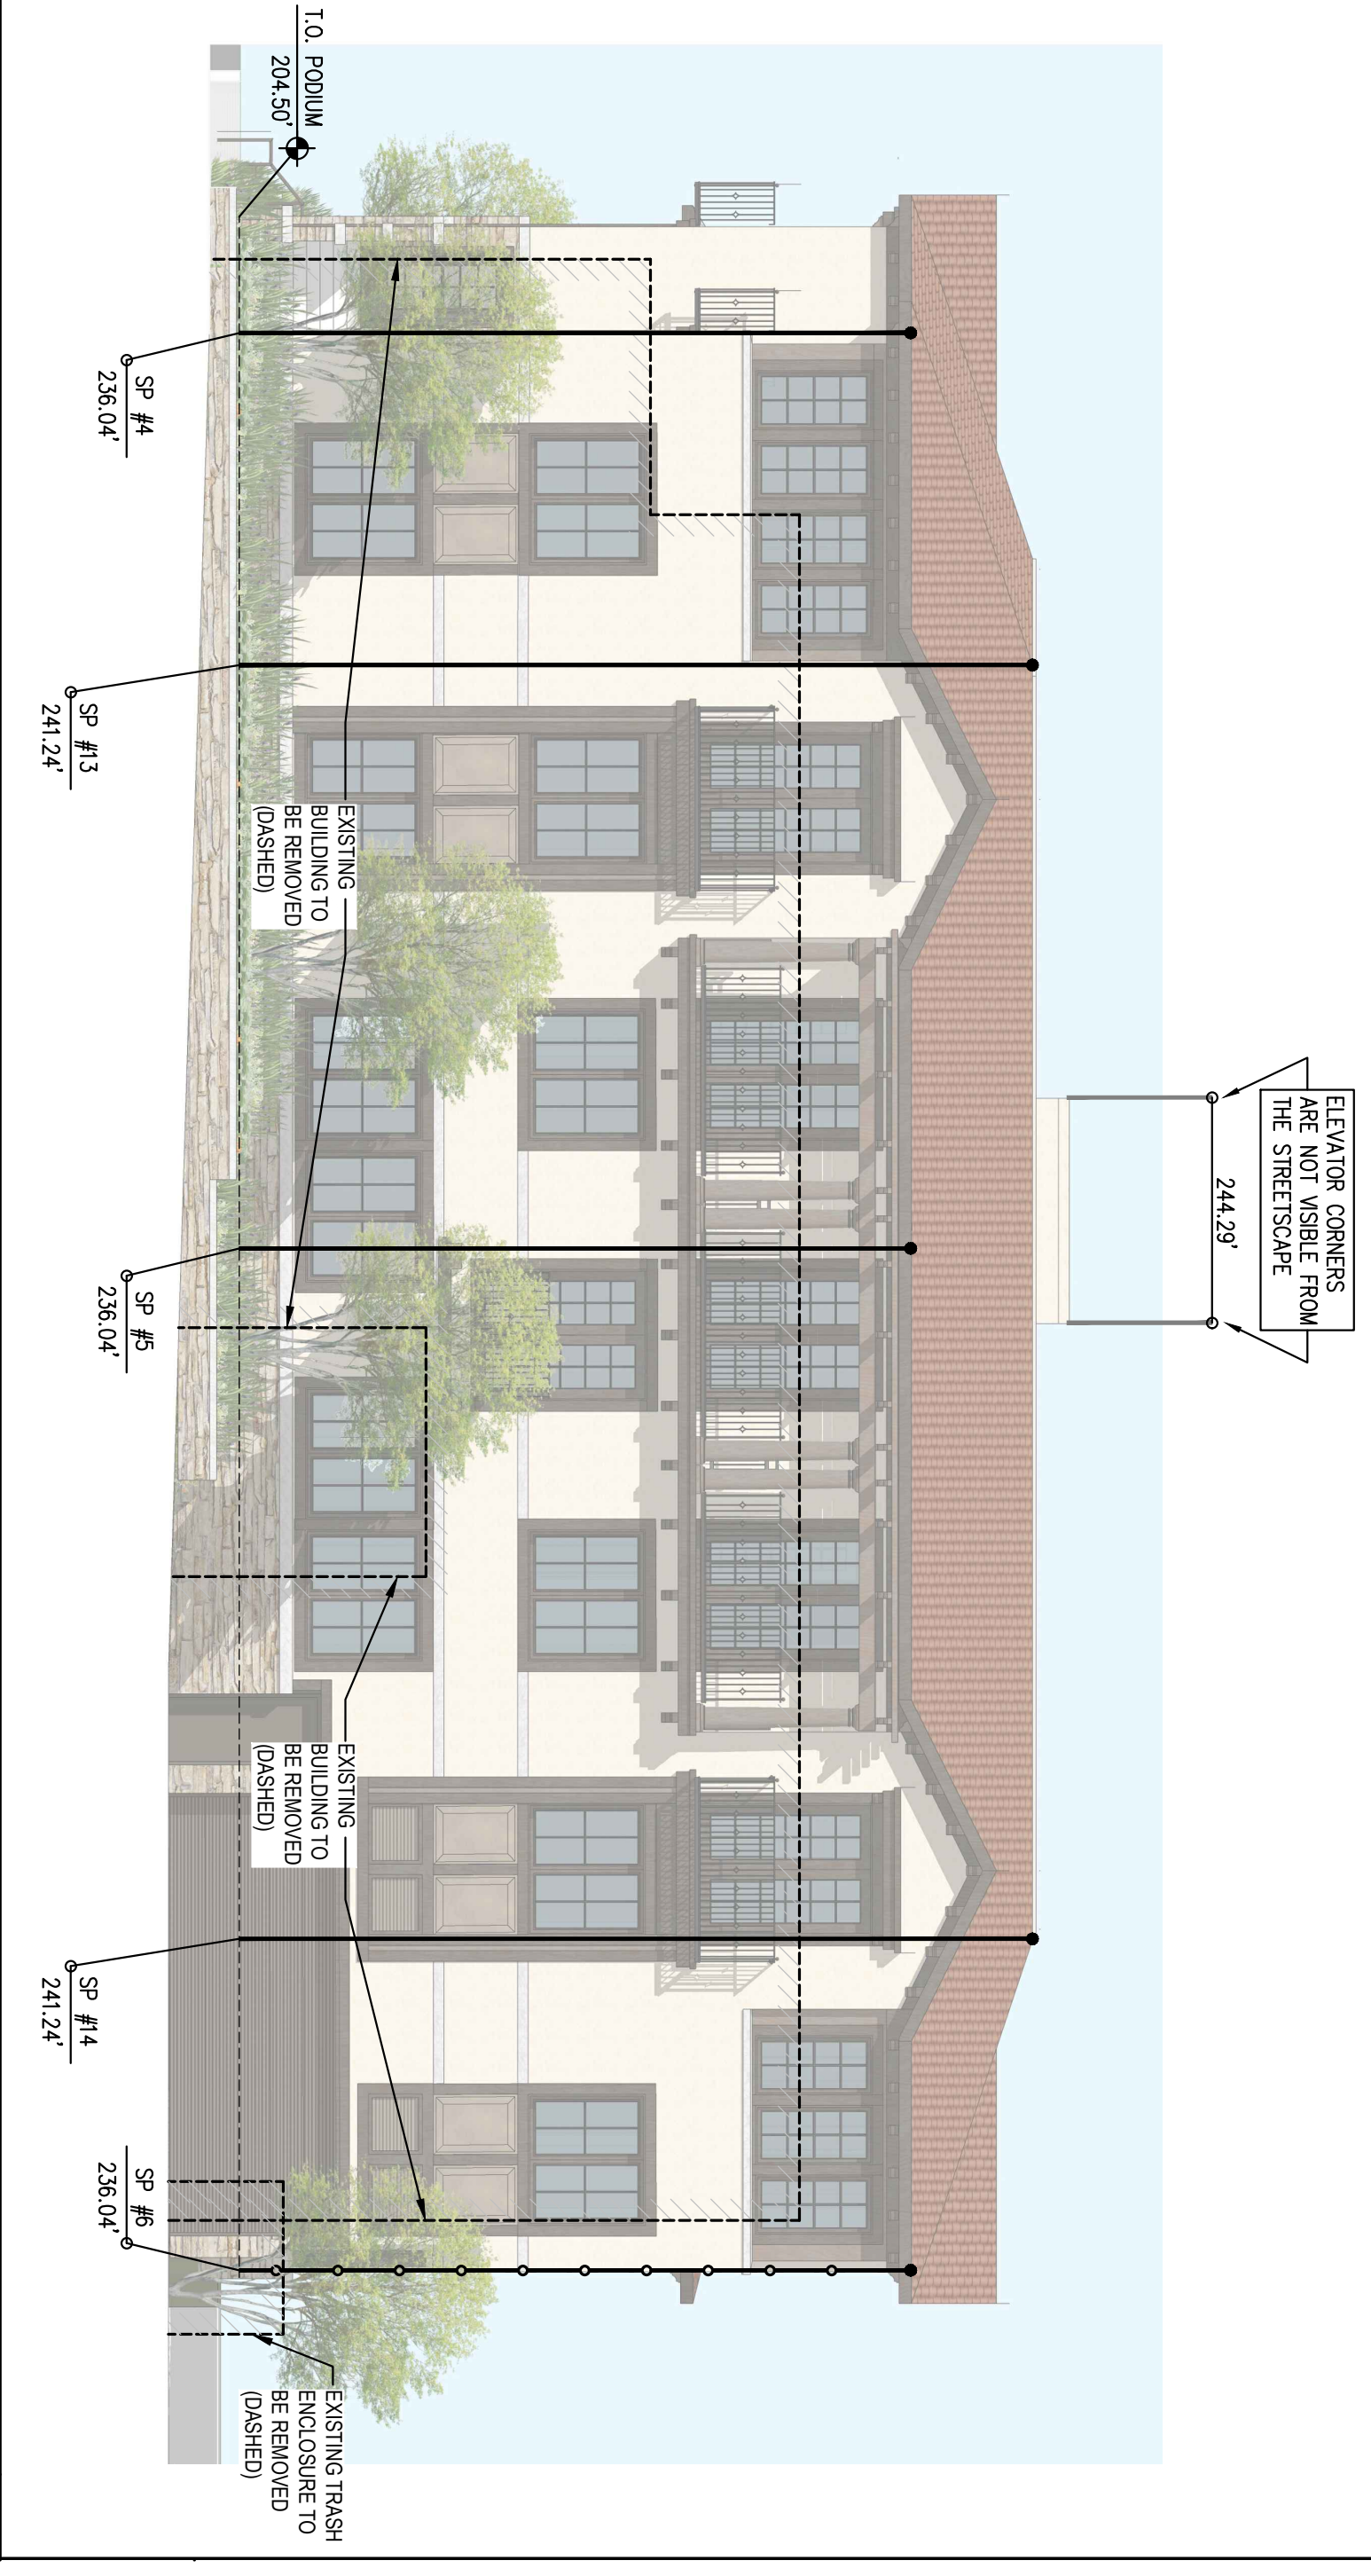 ELEVATOR CORNERS
ARE NOT VISIBLE FROM
THE STREETSCAPE
244.29'
T.O. PODIUM
204.50'
EXISTING
BUILDING TO
BE REMOVED
(DASHED)
EXISTING
BUILDING TO
BE REMOVED
(DASHED)
EXISTING TRASH
ENCLOSURE TO
BE REMOVED
(DASHED)
SP #4
236.04'
SP #13
241.24'
SP #5
236.04'
SP #14
241.24'
SP #6
236.04'